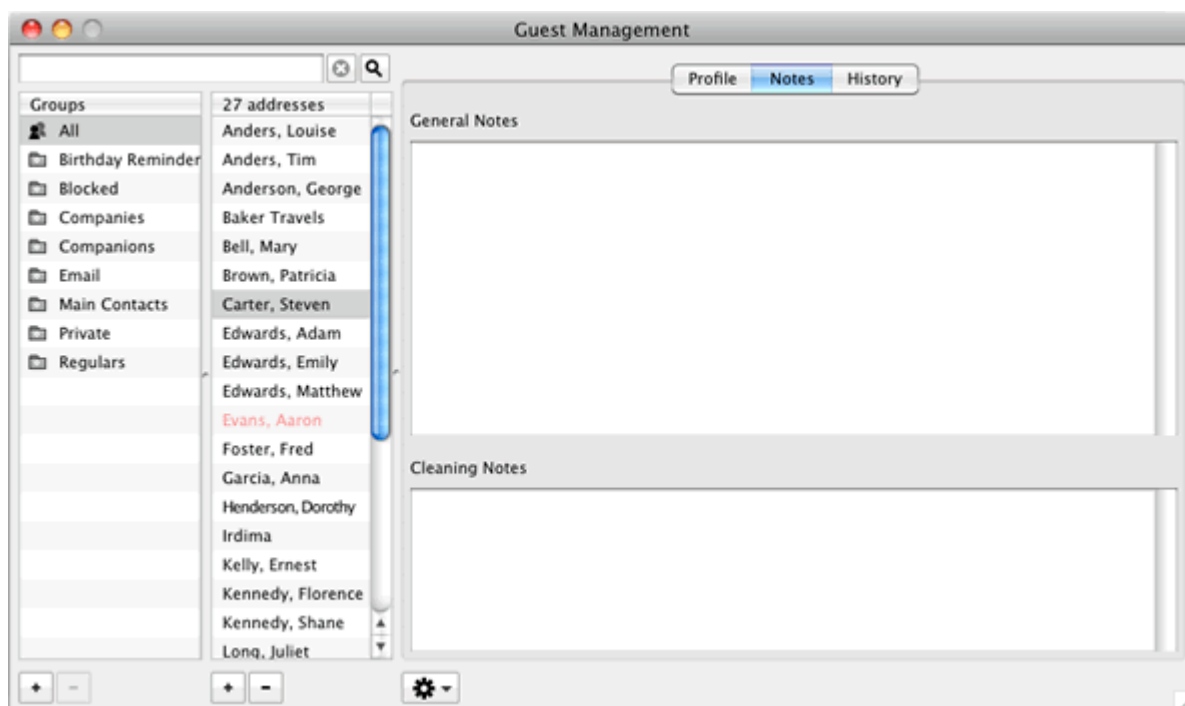 Guest Management
Profile Notes History
Groups
All
Birthday Reminder
Blocked
Companies
Companions
Email
Main Contacts
Private
Regulars
27 addresses
Anders, Louise
Anders, Tim
Anderson, George
Baker Travels
Bell, Mary
Brown, Patricia
Carter, Steven
Edwards, Adam
Edwards, Emily
Edwards, Matthew
Evans, Aaron
Foster, Fred
Garcia, Anna
Henderson, Dorothy
Irdima
Kelly, Ernest
Kennedy, Florence
Kennedy, Shane
Long, Juliet
General Notes
Cleaning Notes